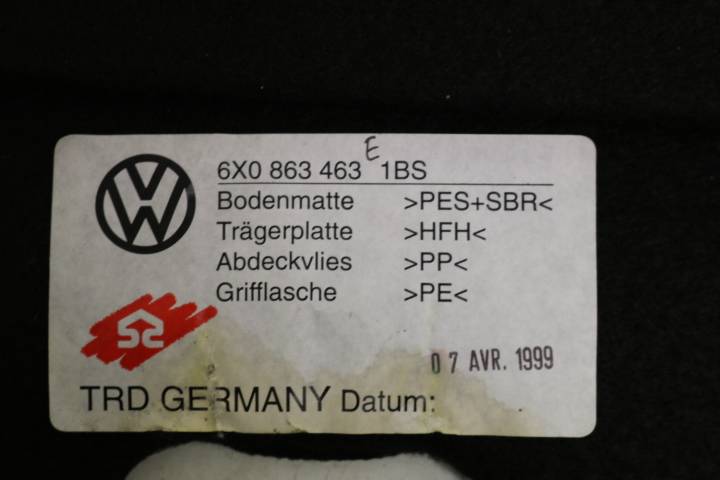 6X0 863 463 E 1BS
Bodenmatte >PES+SBR<
Trägerplatte >HFH<
Abdeckvlies >PP<
Grifflasche >PE<
07 AVR. 1999
TRD GERMANY Datum: